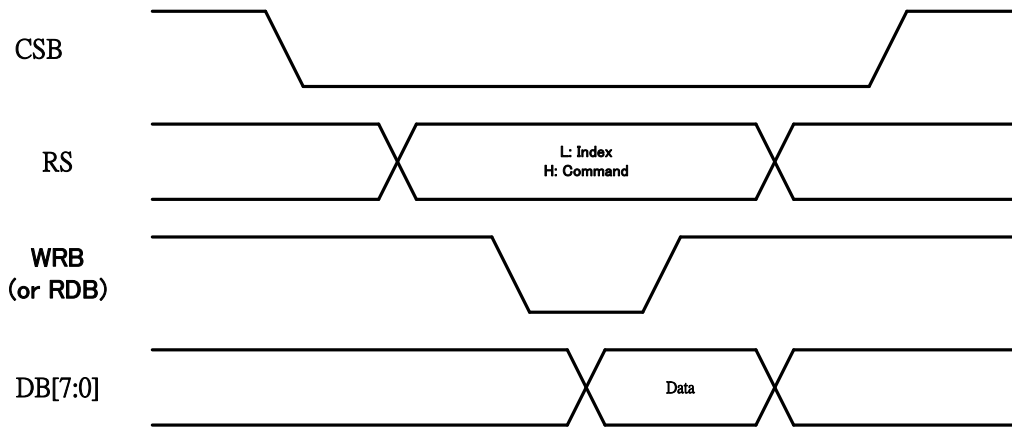 CSB
RS
L: Index
H: Command
WRB
(or RDB)
DB[7:0]
Data